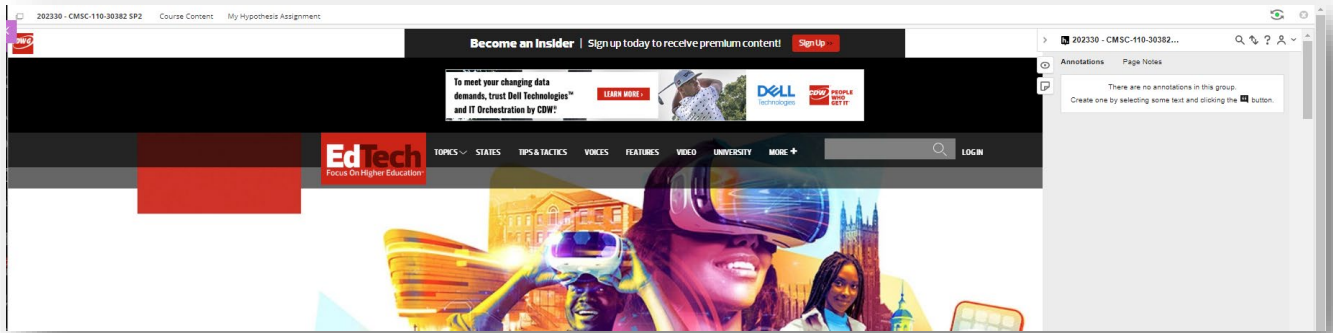 202330 - CMSC-110-30382 SP2 Course Content My Hypothesis Assignment
Become an Insider | Sign up today to receive premium content! Sign Up
To meet your changing data
demands, trust Dell Technologies™
and IT Orchestration by CDW®
LEARN MORE
DELL
Technologies
CDW
PEOPLE
WHO
GET IT
EdTech
Focus On Higher Education
TOPICS STATES TIPS & TACTICS VOICES FEATURES VIDEO UNIVERSITY MORE + LOG IN
202330 - CMSC-110-30382...
Annotations Page Notes
There are no annotations in this group.
Create one by selecting some text and clicking the button.